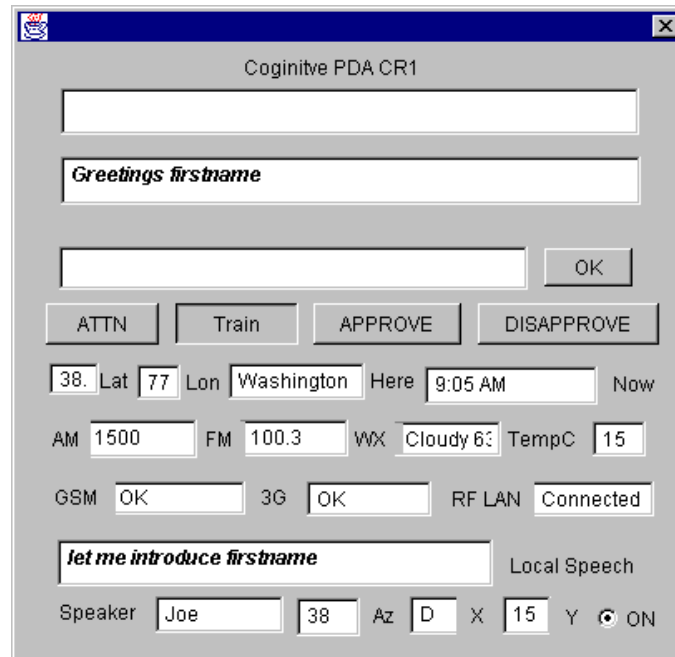 Coginitve PDA CR1
Greetings firstname
OK
ATTN Train APPROVE DISAPPROVE
38. Lat 77 Lon Washington Here 9:05 AM Now
AM 1500 FM 100.3 WX Cloudy 63 TempC 15
GSM OK 3G OK RF LAN Connected
let me introduce firstname Local Speech
Speaker Joe 38 Az D X 15 Y ON